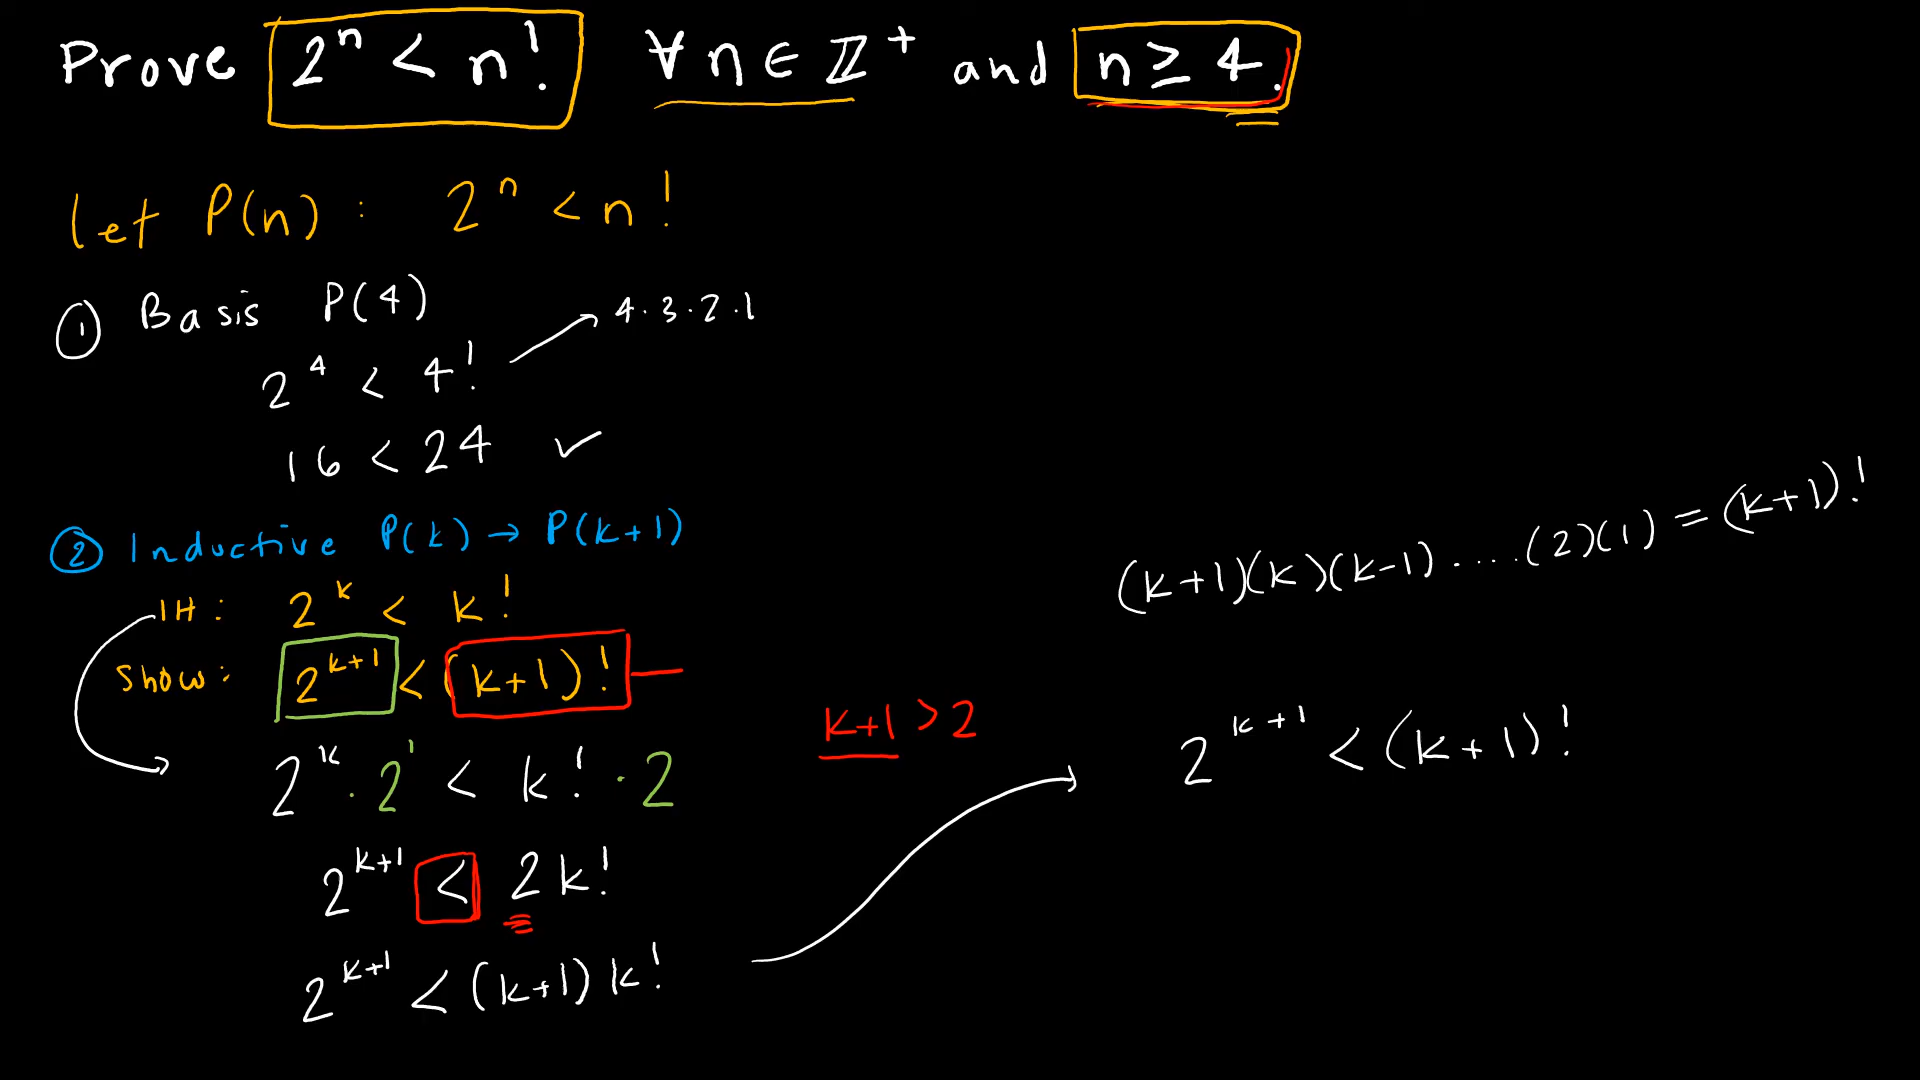 Prove 2ⁿ < n! ∀ n ∈ ℤ⁺ and n ≥ 4.
Let P(n) : 2ⁿ < n!
① Basis P(4)
2⁴ < 4! → 4·3·2·1
16 < 24 ✓
② Inductive P(k) → P(k+1)
IH: 2ᵏ < k!
Show: 2ᵏ⁺¹ < (k+1)!
2ᵏ · 2¹ < k! · 2
2ᵏ⁺¹ < 2k!
2ᵏ⁺¹ < (k+1) k!
k+1 > 2
(k+1)(k)(k-1) . .... (2)(1) = (k+1)!
2ᵏ⁺¹ < (k+1)!